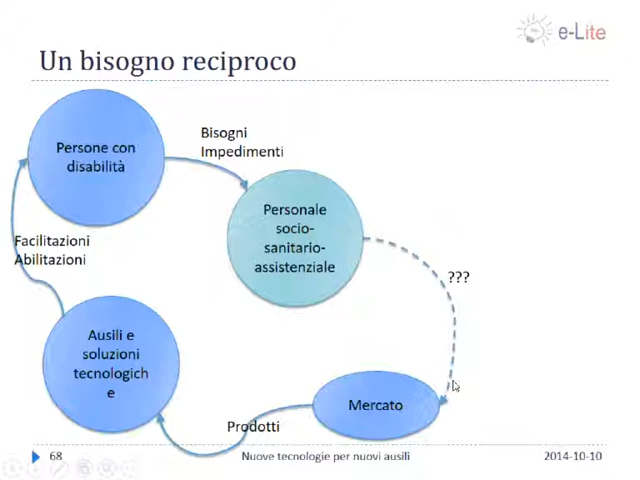 e-Lite
Un bisogno reciproco
Persone con
disabilità
Bisogni
Impedimenti
Personale
socio-
sanitario-
assistenziale
???
Facilitazioni
Abilitazioni
Ausili e
soluzioni
tecnologich
e
Mercato
Prodotti
68
Nuove tecnologie per nuovi ausili
2014-10-10